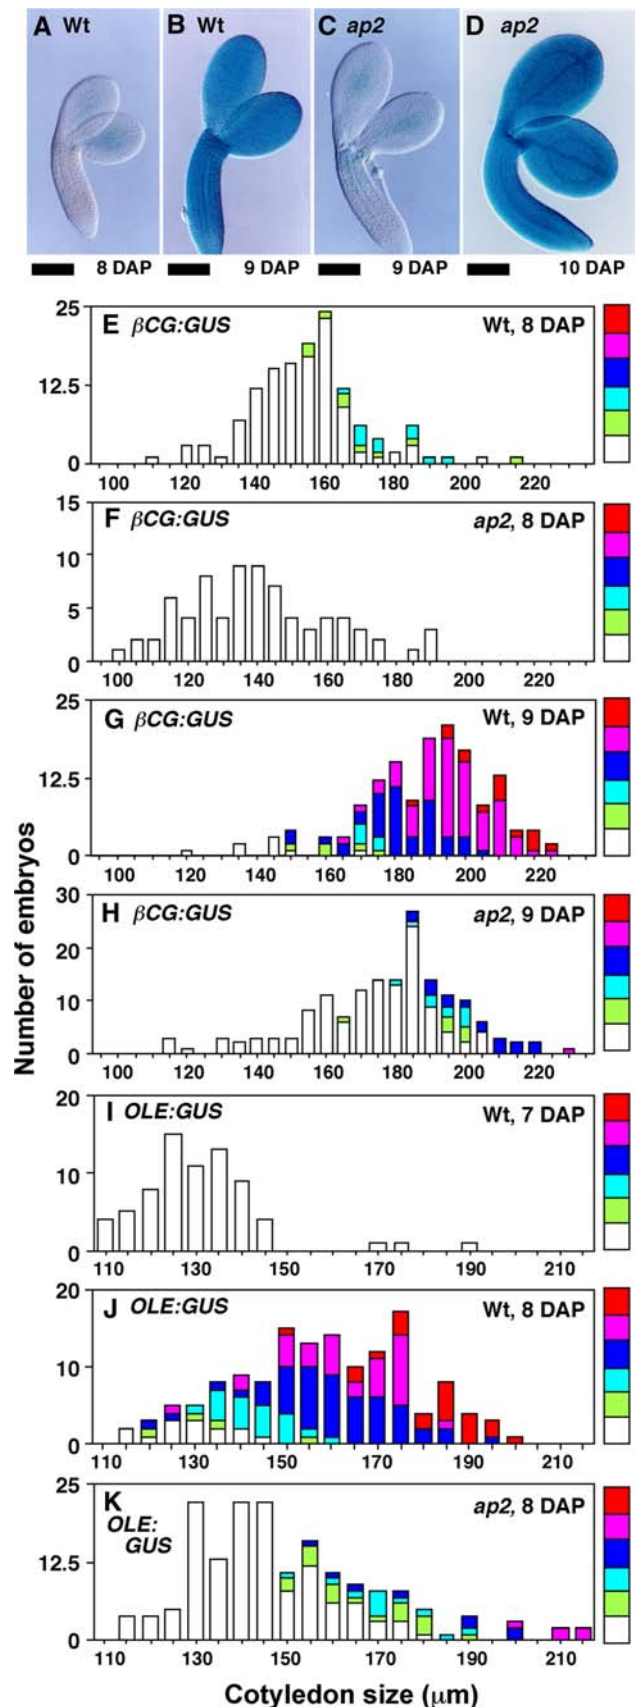 A Wt B Wt C ap2 D ap2
8 DAP 9 DAP 9 DAP 10 DAP
25 E βCG:GUS Wt, 8 DAP
12.5
0
100 120 140 160 180 200 220
15 F βCG:GUS ap2, 8 DAP
10
5
0
100 120 140 160 180 200 220
25 G βCG:GUS Wt, 9 DAP
12.5
0
100 120 140 160 180 200 220
30 H βCG:GUS ap2, 9 DAP
20
10
0
100 120 140 160 180 200 220
20 I OLE:GUS Wt, 7 DAP
10
0
110 130 150 170 190 210
20 J OLE:GUS Wt, 8 DAP
10
0
110 130 150 170 190 210
25 K ap2, 8 DAP
OLE:
GUS
12.5
0
110 130 150 170 190 210
Cotyledon size (μm)
Number of embryos